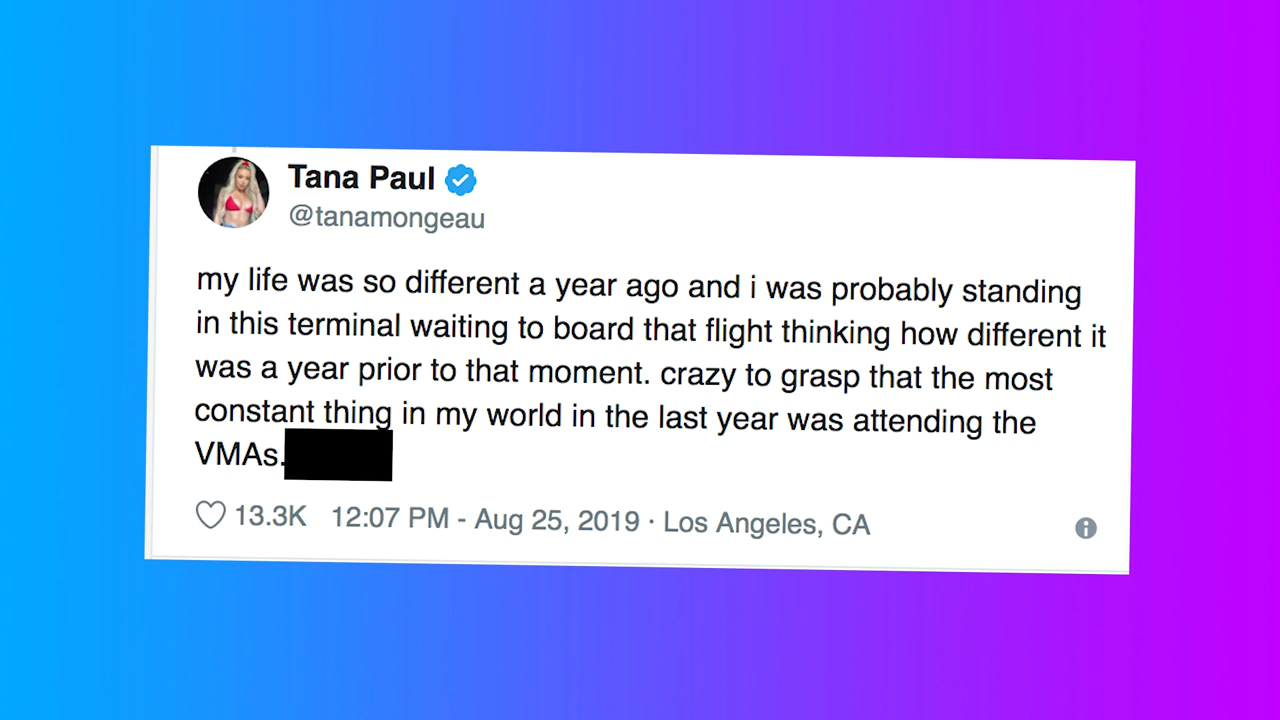 Tana Paul
@tanamongeau
my life was so different a year ago and i was probably standing
in this terminal waiting to board that flight thinking how different it
was a year prior to that moment. crazy to grasp that the most
constant thing in my world in the last year was attending the
VMAs.
13.3K 12:07 PM - Aug 25, 2019 · Los Angeles, CA